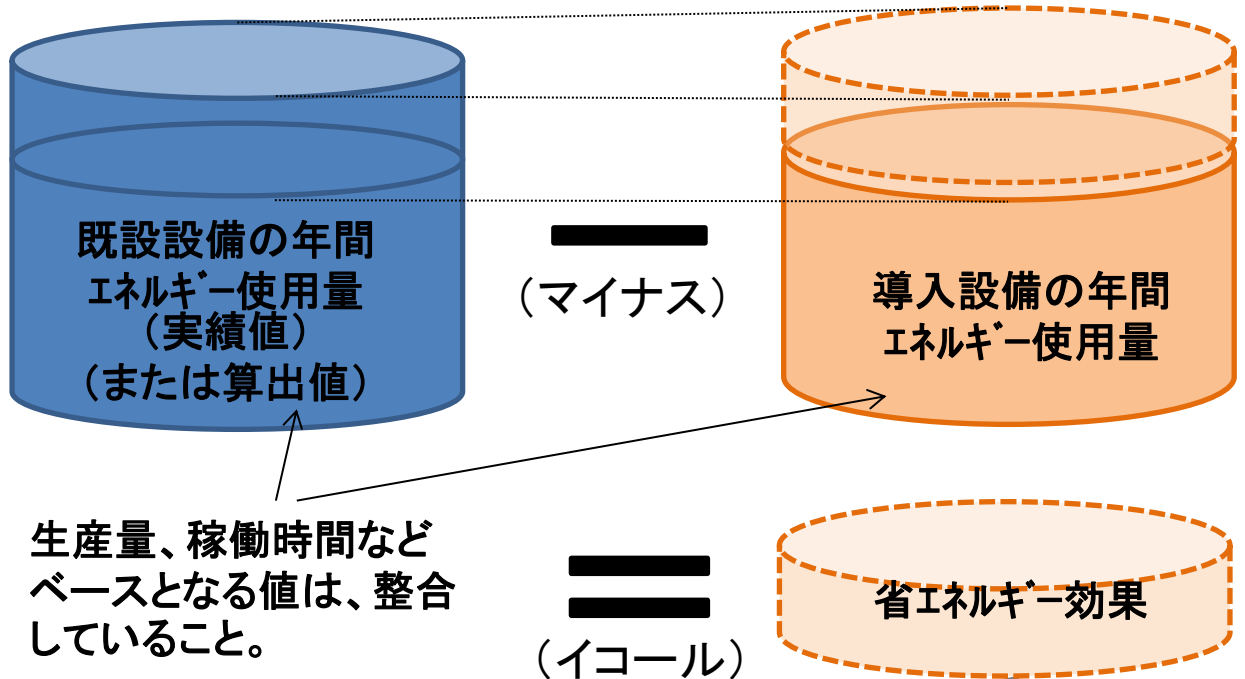 既設設備の年間
エネルギー使用量
（実績値）
（または算出値）
（マイナス）
導入設備の年間
エネルギー使用量
生産量、稼働時間など
ベースとなる値は、整合
していること。
（イコール）
省エネルギー効果